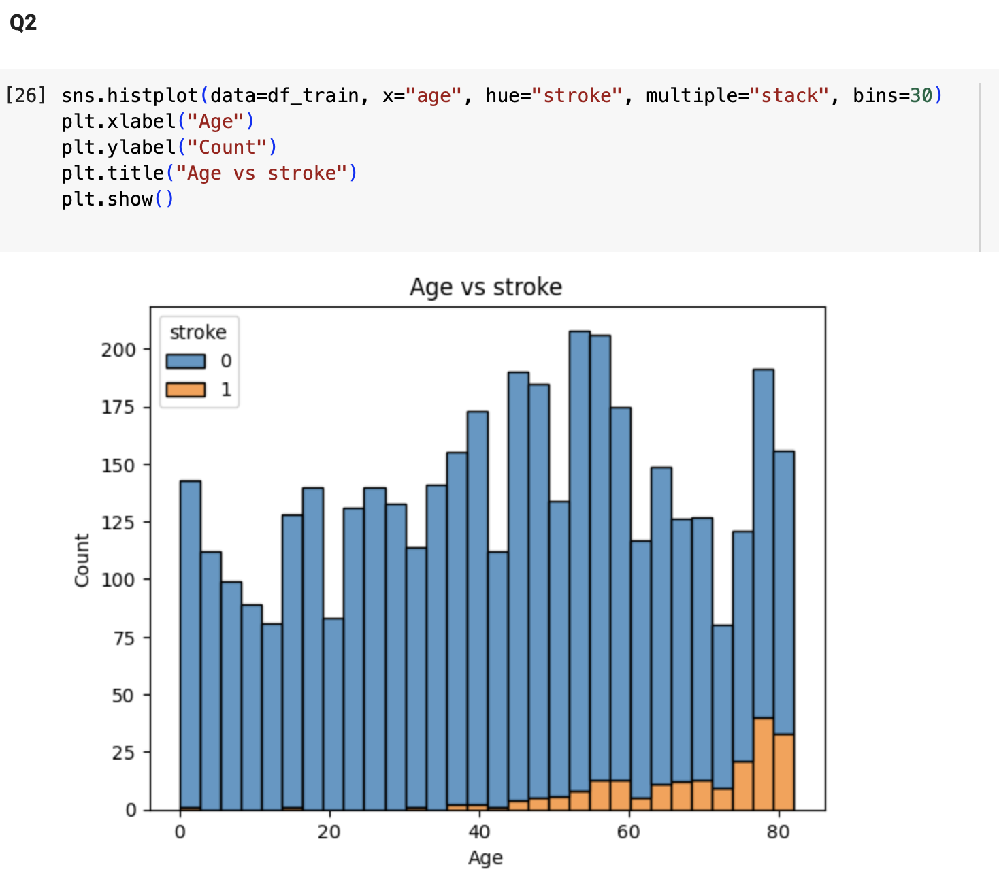 Q2
[26] sns.histplot(data=df_train, x="age", hue="stroke", multiple="stack", bins=30)
plt.xlabel("Age")
plt.ylabel("Count")
plt.title("Age vs stroke")
plt.show()
Age vs stroke
stroke
0
1
200
175
150
125
100
75
50
25
0
Count
0 20 40 60 80
Age